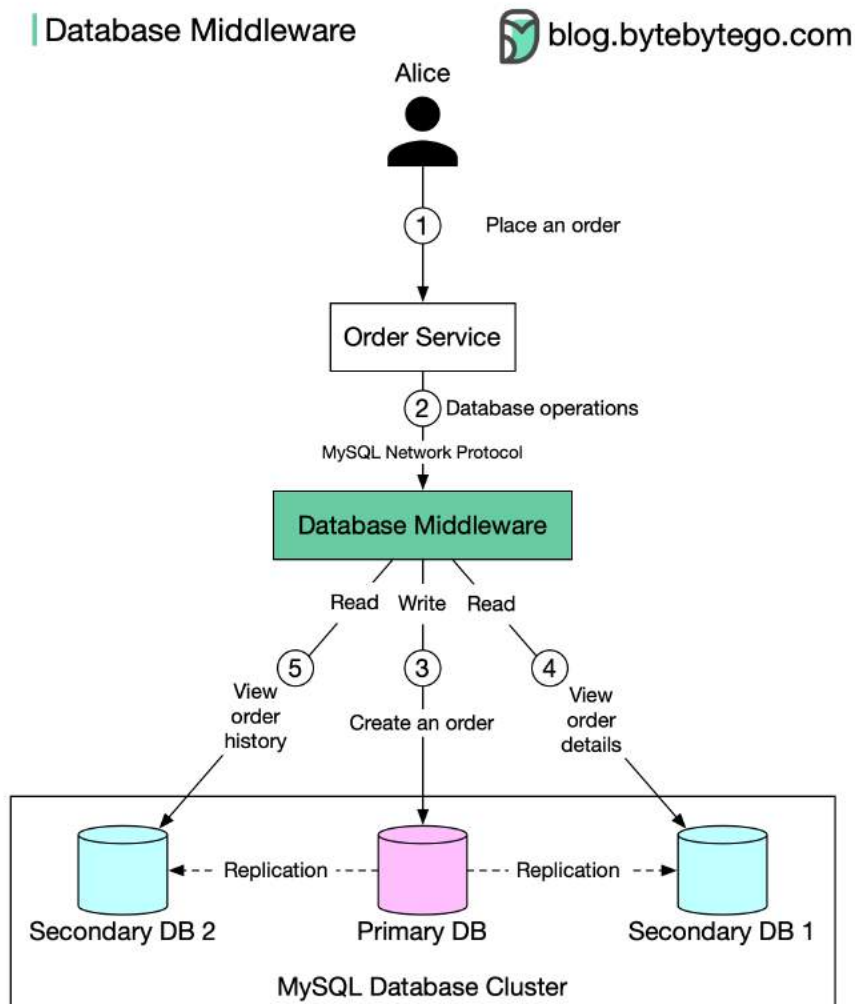 Database Middleware
blog.bytebytego.com
Alice
1
Place an order
Order Service
2
Database operations
MySQL Network Protocol
Database Middleware
Read
Write
Read
5
3
4
View
order
history
Create an order
View
order
details
Replication
Replication
Secondary DB 2
Primary DB
Secondary DB 1
MySQL Database Cluster